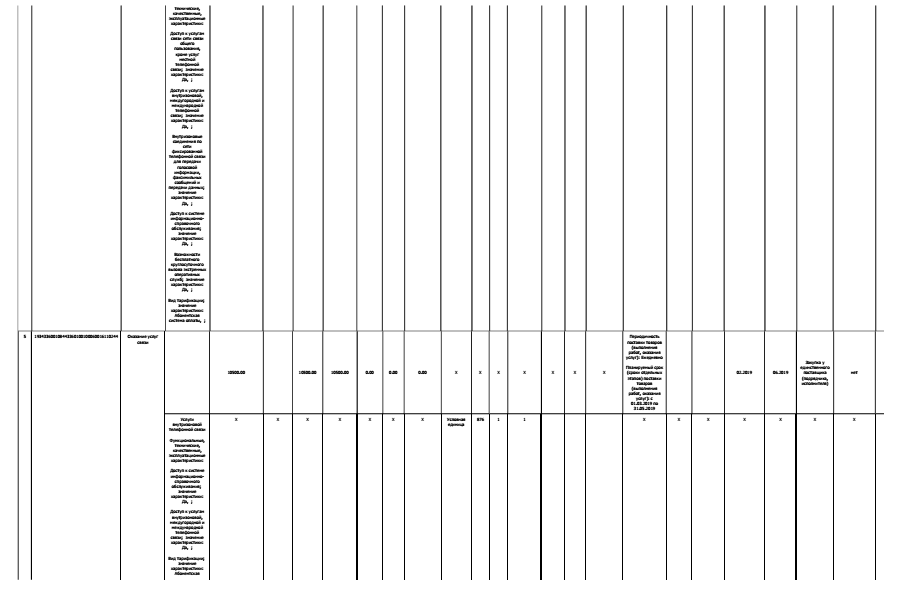 технические,
качественные,
эксплуатационные
характеристики:
Доступ к услугам
связи сети связи
общего
пользования,
кроме услуг
местной
телефонной
связи; значение
характеристики:
Да, ;
Доступ к услугам
внутризоновой,
междугородной и
международной
телефонной
связи; значение
характеристики:
Да, ;
Внутризоновые
соединения по
сети
фиксированной
телефонной связи
для передачи
голосовой
информации,
факсимильных
сообщений и
передачи данных;
значение
характеристики:
Да, ;
Доступ к системе
информационно-
справочного
обслуживания;
значение
характеристики:
Да, ;
Возможности
бесплатного
круглосуточного
вызова экстренных
оперативных
служб; значение
характеристики:
Да, ;
Вид тарификации;
значение
характеристики:
Абонентская
система оплаты, ;
5
Оказание услуг
связи
10500.00
10500.00
10500.00
0.00
0.00
0.00
X
X
X
X
X
X
X
Периодичность
поставки товаров
(выполнения
работ, оказания
услуг): Ежедневно
Планируемый срок
(сроки отдельных
этапов) поставки
товаров
(выполнения
работ, оказания
услуг): с
01.03.2019 по
31.05.2019
02.2019
06.2019
Закупка у
единственного
поставщика
(подрядчика,
исполнителя)
нет
Услуги
внутризоновой
телефонной связи
Функциональные,
технические,
качественные,
эксплуатационные
характеристики:
Доступ к системе
информационно-
справочного
обслуживания;
значение
характеристики:
Да, ;
Доступ к услугам
внутризоновой,
междугородной и
международной
телефонной
связи; значение
характеристики:
Да, ;
Вид тарификации;
значение
характеристики:
Абонентская
X
X
X
X
X
X
X
Условная
единица
876
1
1
X
X
X
X
X
X
X